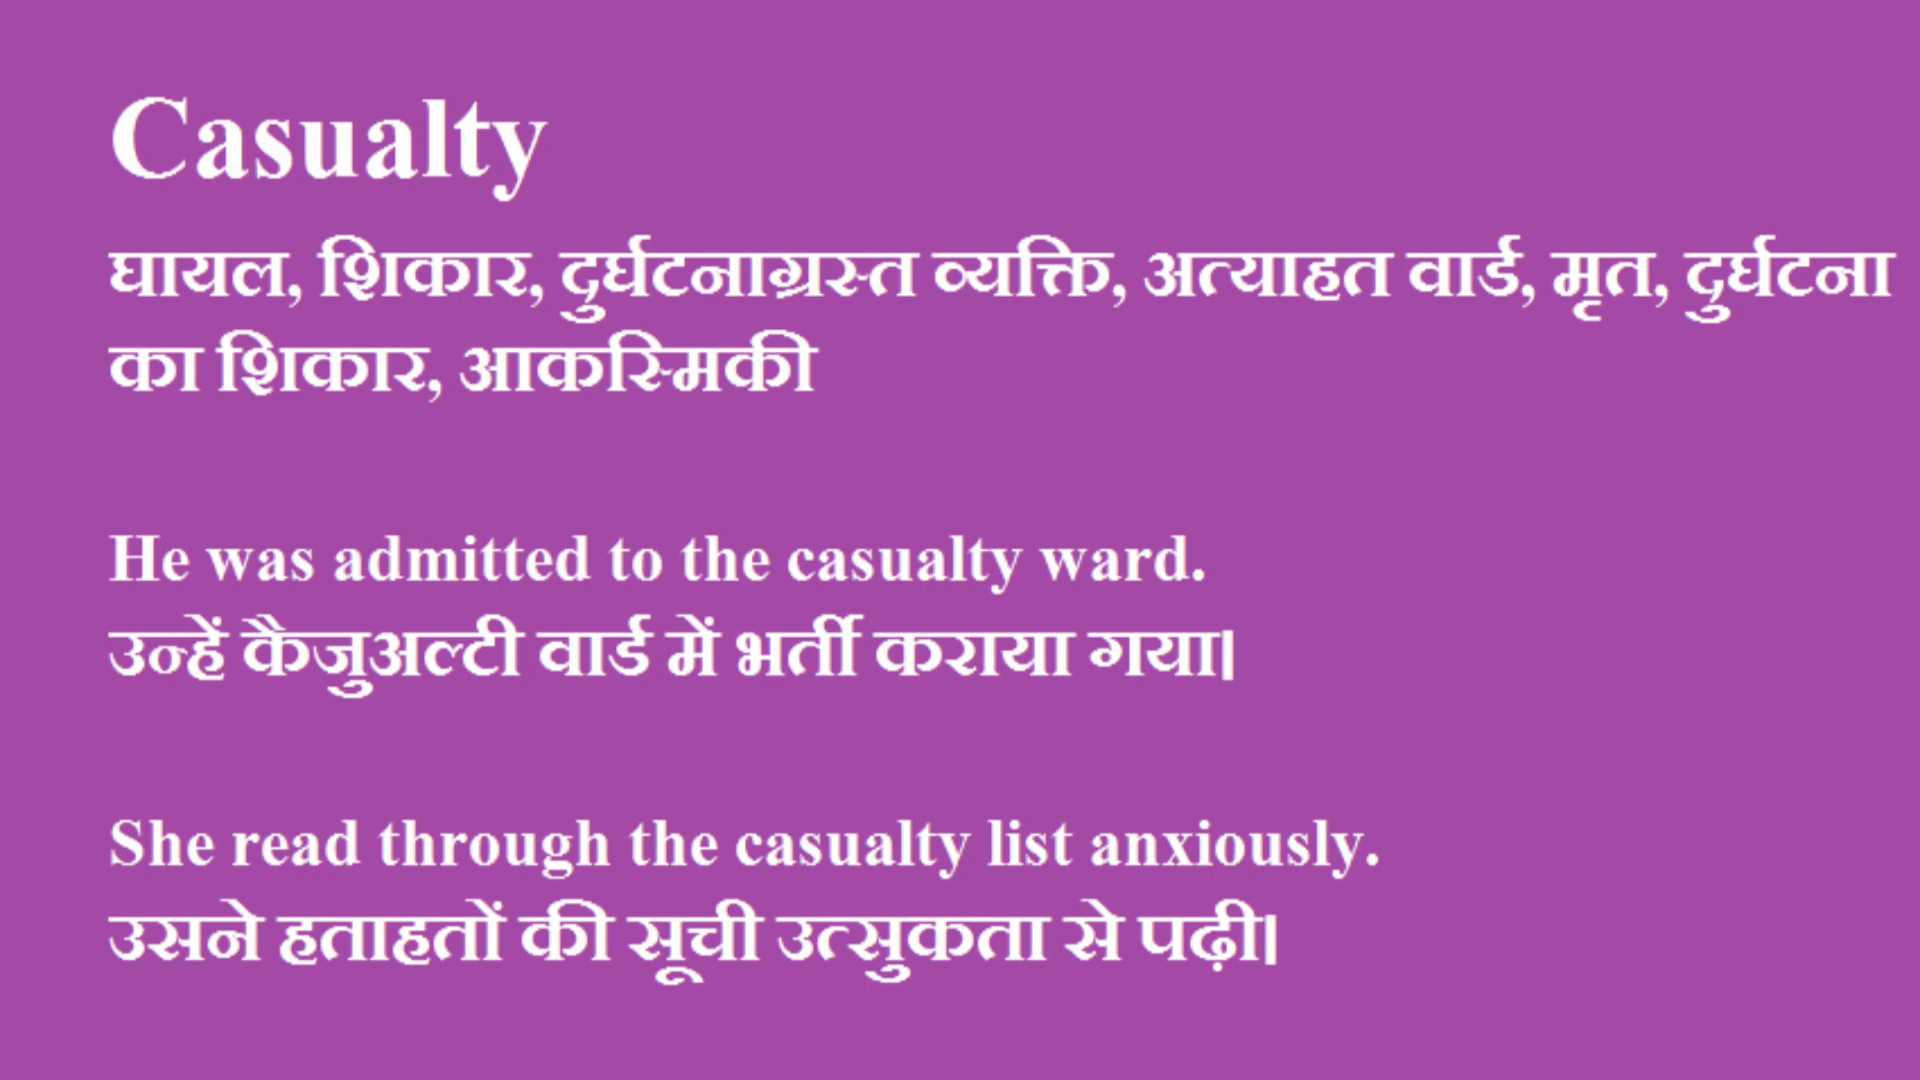 Casualty
घायल, शिकार, दुर्घटनाग्रस्त व्यक्ति, अत्याहत वार्ड, मृत, दुर्घटना
का शिकार, आकस्मिकी
He was admitted to the casualty ward.
उन्हें कैजुअल्टी वार्ड में भर्ती कराया गया।
She read through the casualty list anxiously.
उसने हताहतों की सूची उत्सुकता से पढ़ी।